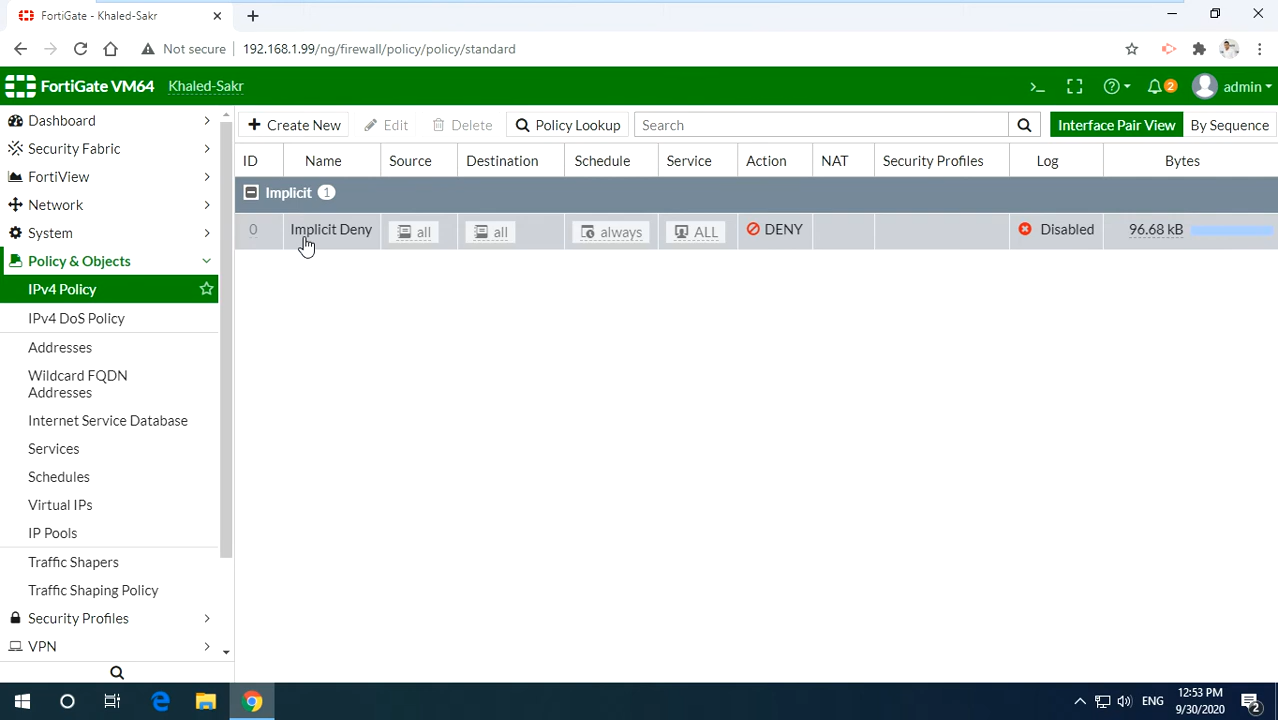 FortiGate - Khaled-Sakr
Not secure 192.168.1.99/ng/firewall/policy/policy/standard
FortiGate VM64 Khaled-Sakr 2 admin
Dashboard
Security Fabric
FortiView
Network
System
Policy & Objects
IPv4 Policy
IPv4 DoS Policy
Addresses
Wildcard FQDN
Addresses
Internet Service Database
Services
Schedules
Virtual IPs
IP Pools
Traffic Shapers
Traffic Shaping Policy
Security Profiles
VPN
Create New Edit Delete Policy Lookup Search Interface Pair View By Sequence
ID Name Source Destination Schedule Service Action NAT Security Profiles Log Bytes
Implicit 1
0 Implicit Deny all all always ALL DENY Disabled 96.68 kB
ENG 12:53 PM
9/30/2020 2